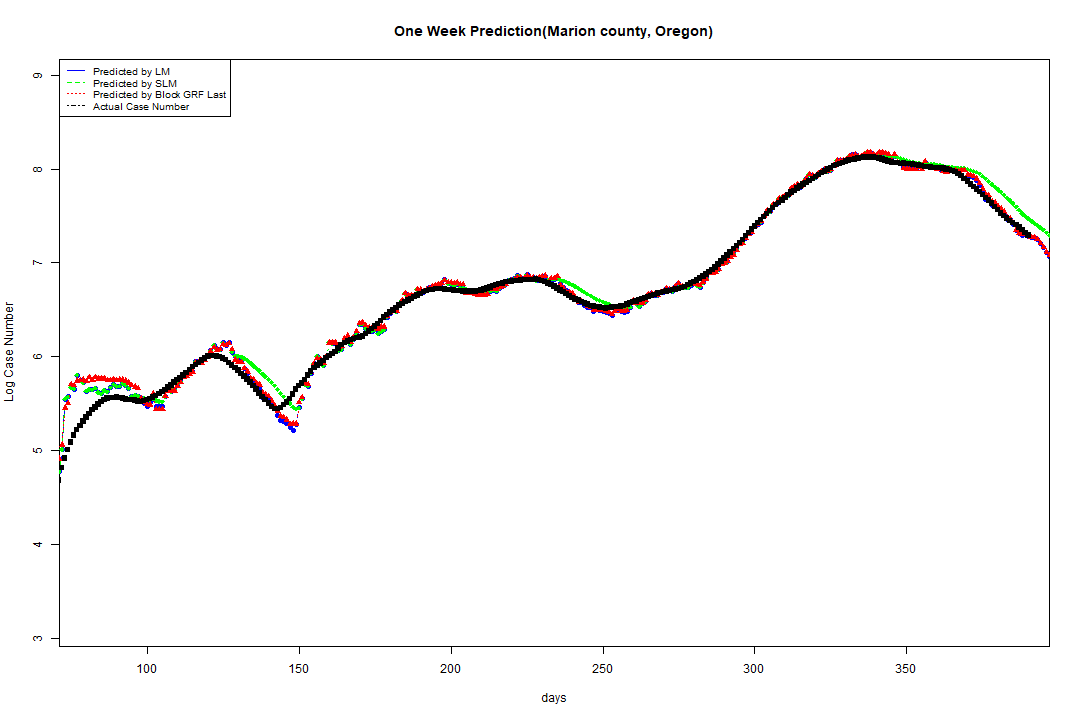 One Week Prediction(Marion county, Oregon)
Predicted by LM
Predicted by SLM
Predicted by Block GRF Last
Actual Case Number
9
8
7
6
5
4
3
Log Case Number
100 150 200 250 300 350
days